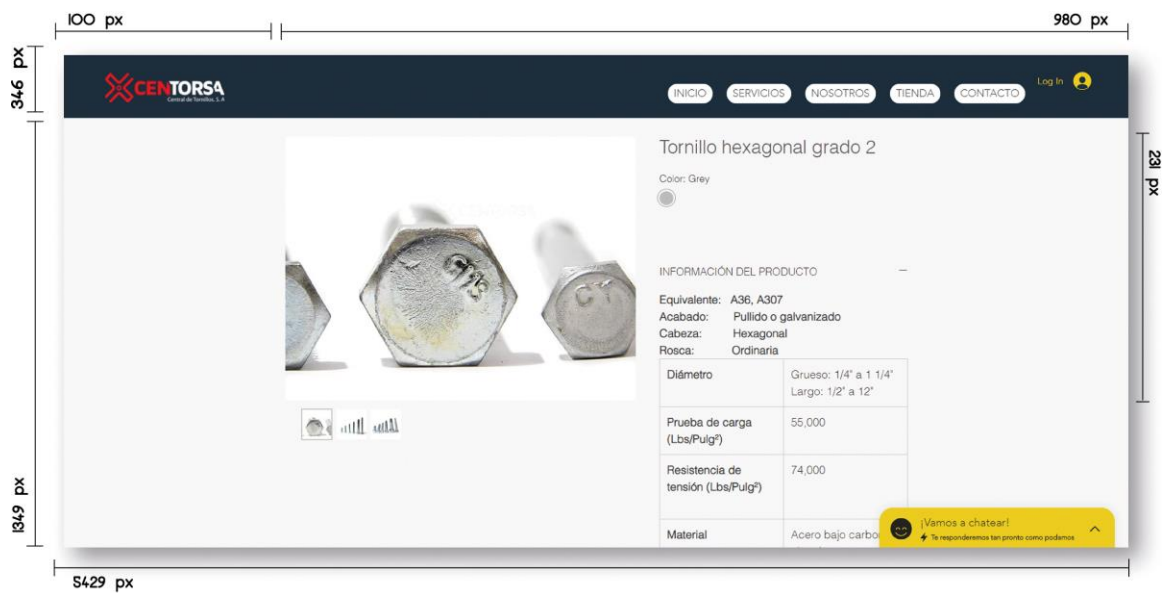 100 px
980 px
346 px
CENTORSA
Central de Tornillos, S. A
INICIO
SERVICIOS
NOSOTROS
TIENDA
CONTACTO
Log In
Tornillo hexagonal grado 2
Color: Grey
231 px
INFORMACIÓN DEL PRODUCTO —
Equivalente: A36, A307
Acabado: Pullido o galvanizado
Cabeza: Hexagonal
Rosca: Ordinaria
Diámetro Grueso: 1/4" a 1 1/4"
Largo: 1/2" a 12"
Prueba de carga 55,000
(Lbs/Pulg²)
Resistencia de 74,000
tensión (Lbs/Pulg²)
Material Acero bajo carbo
¡Vamos a chatear!
Te responderemos tan pronto como podamos
1349 px
5429 px
CY